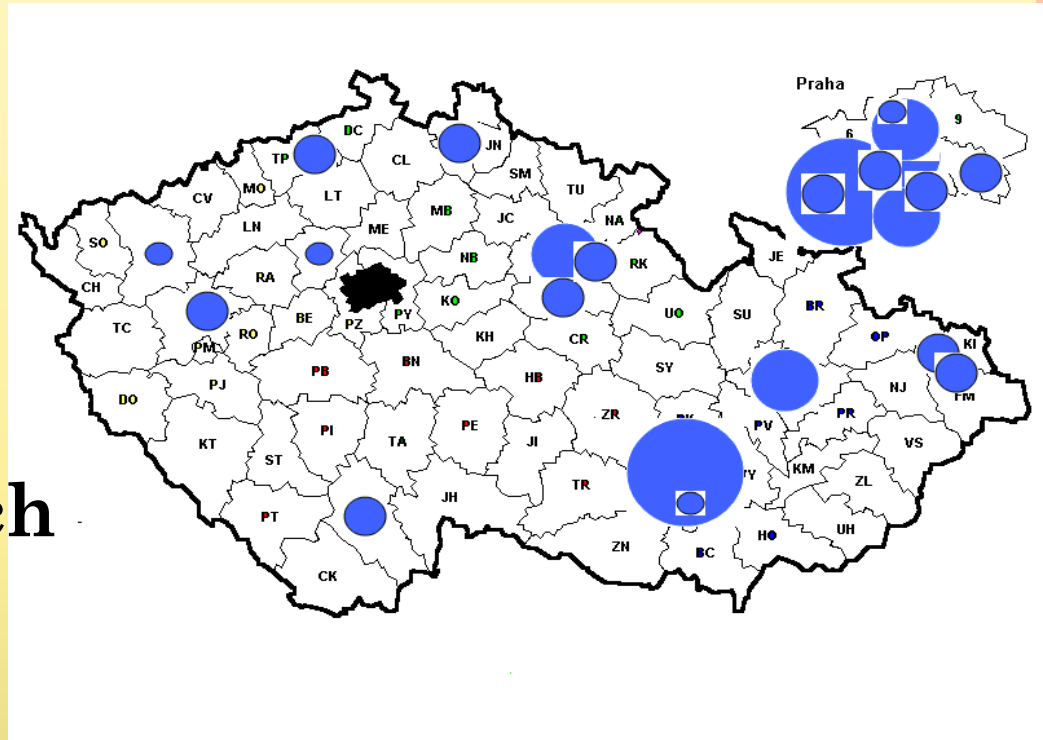 Praha
9
6
DC
JN
TP
CL
SM
MO
TU
CV
LT
MB
JC
NA
LN
ME
SO
NB
RK
JE
RA
CH
KO
BR
BE
PY
UO
SU
TC
PZ
RO
KH
CR
OP
KI
PM
BN
SY
PB
HB
NJ
PJ
FM
DO
ZR
PR
PI
PE
PV
KT
TA
JI
VS
ST
KM
ZL
TR
JH
ch
PT
UH
HO
ZN
BC
CK